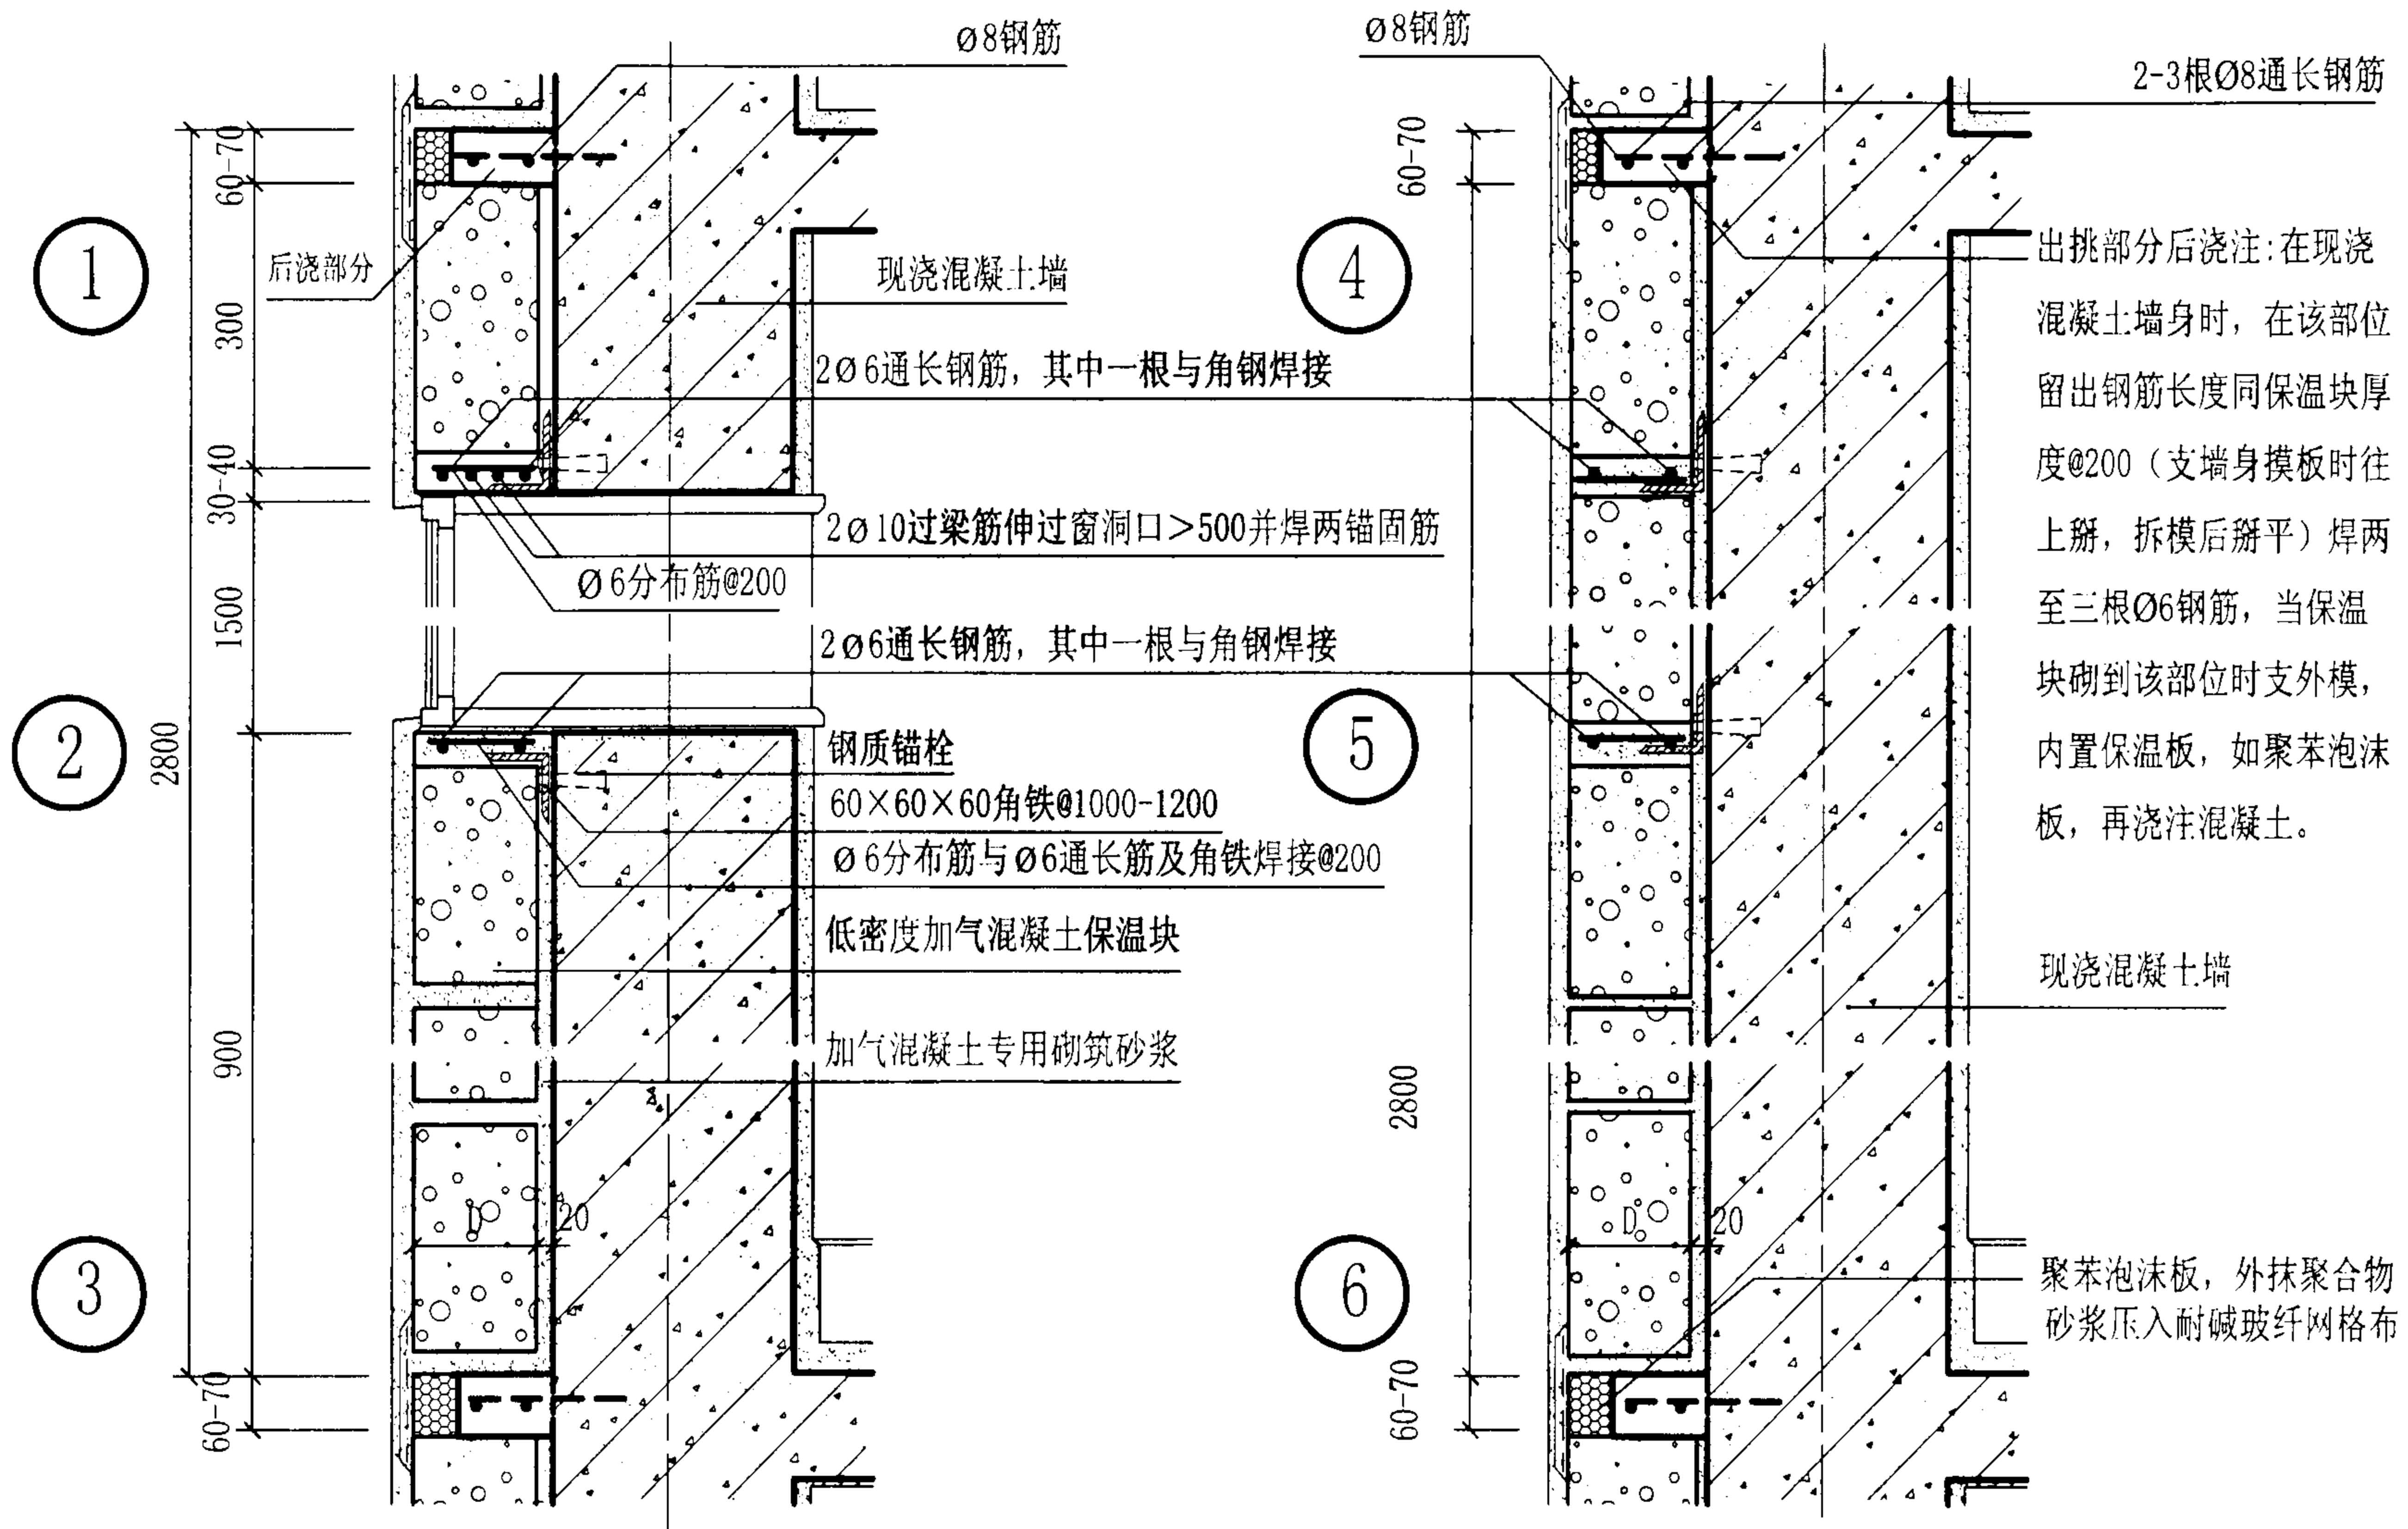 Ø8钢筋
Ø8钢筋
2-3根Ø8通长钢筋
60-70
60-70
1
后浇部分
现浇混凝土墙
4
出挑部分后浇注:在现浇
混凝土墙身时，在该部位
留出钢筋长度同保温块厚
度@200（支墙身摸板时往
上掰，拆模后掰平）焊两
至三根Ø6钢筋，当保温
块砌到该部位时支外模，
内置保温板，如聚苯泡沫
板，再浇注混凝土。
300
2Ø6通长钢筋，其中一根与角钢焊接
30-40
2Ø10过梁筋伸过窗洞口>500并焊两锚固筋
Ø6分布筋@200
1500
2Ø6通长钢筋，其中一根与角钢焊接
2
2800
5
钢质锚栓
60×60×60角铁@1000-1200
Ø6分布筋与Ø6通长筋及角铁焊接@200
低密度加气混凝土保温块
现浇混凝土墙
900
加气混凝土专用砌筑砂浆
2800
D
20
D
20
3
6
聚苯泡沫板，外抹聚合物
砂浆压入耐碱玻纤网格布
60-70
60-70